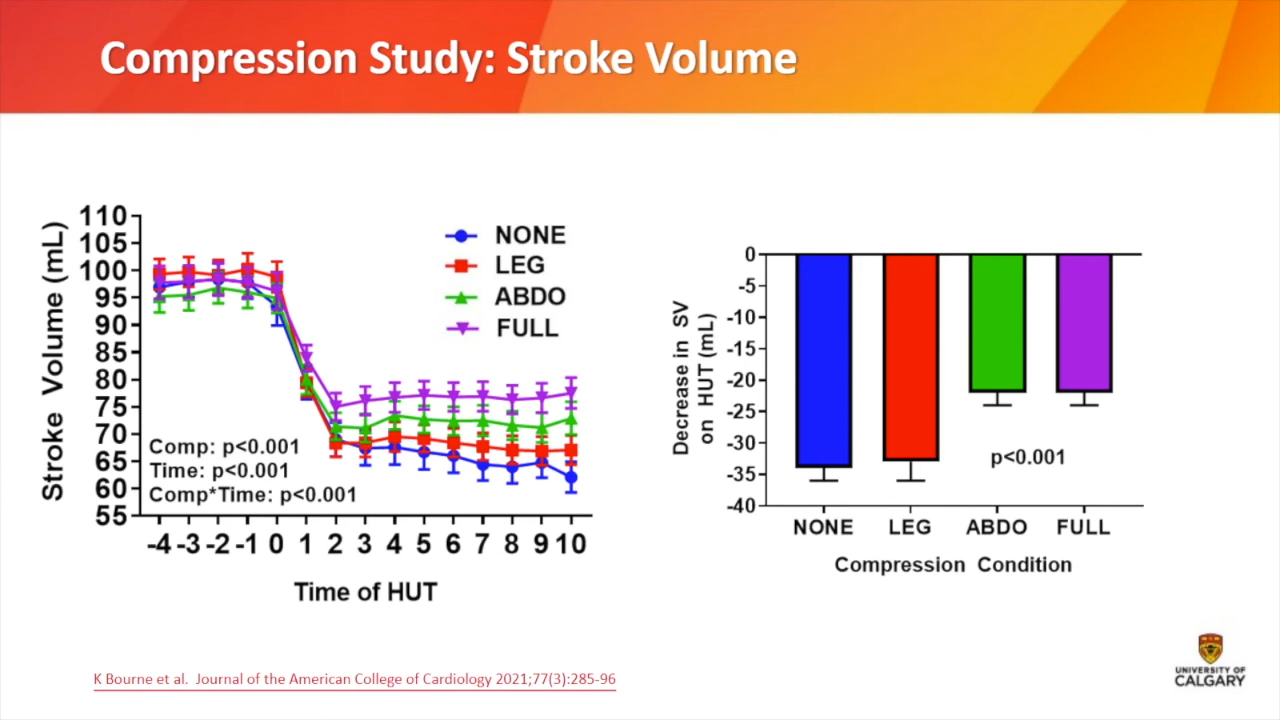 Compression Study: Stroke Volume
Stroke Volume (mL)
110
105
100
95
90
85
80
75
70
65
60
55
NONE
LEG
ABDO
FULL
Comp: p<0.001
Time: p<0.001
Comp*Time: p<0.001
-4 -3 -2 -1 0 1 2 3 4 5 6 7 8 9 10
Time of HUT
Decrease in SV
on HUT (mL)
0
-5
-10
-15
-20
-25
-30
-35
-40
p<0.001
NONE LEG ABDO FULL
Compression Condition
K Bourne et al. Journal of the American College of Cardiology 2021;77(3):285-96
UNIVERSITY OF
CALGARY